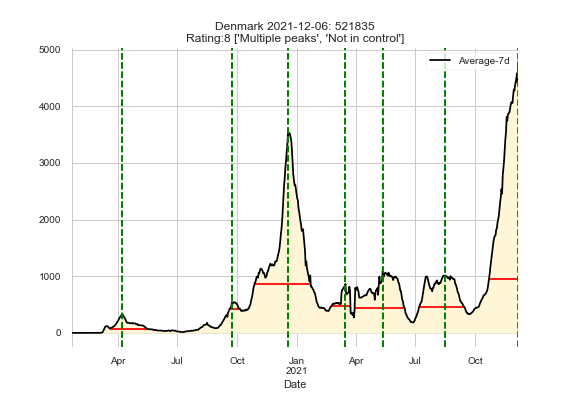 Denmark 2021-12-06: 521835
Rating:8 ['Multiple peaks', 'Not in control']
Average-7d
5000
4000
3000
2000
1000
0
Apr Jul Oct Jan Apr Jul Oct
2021
Date